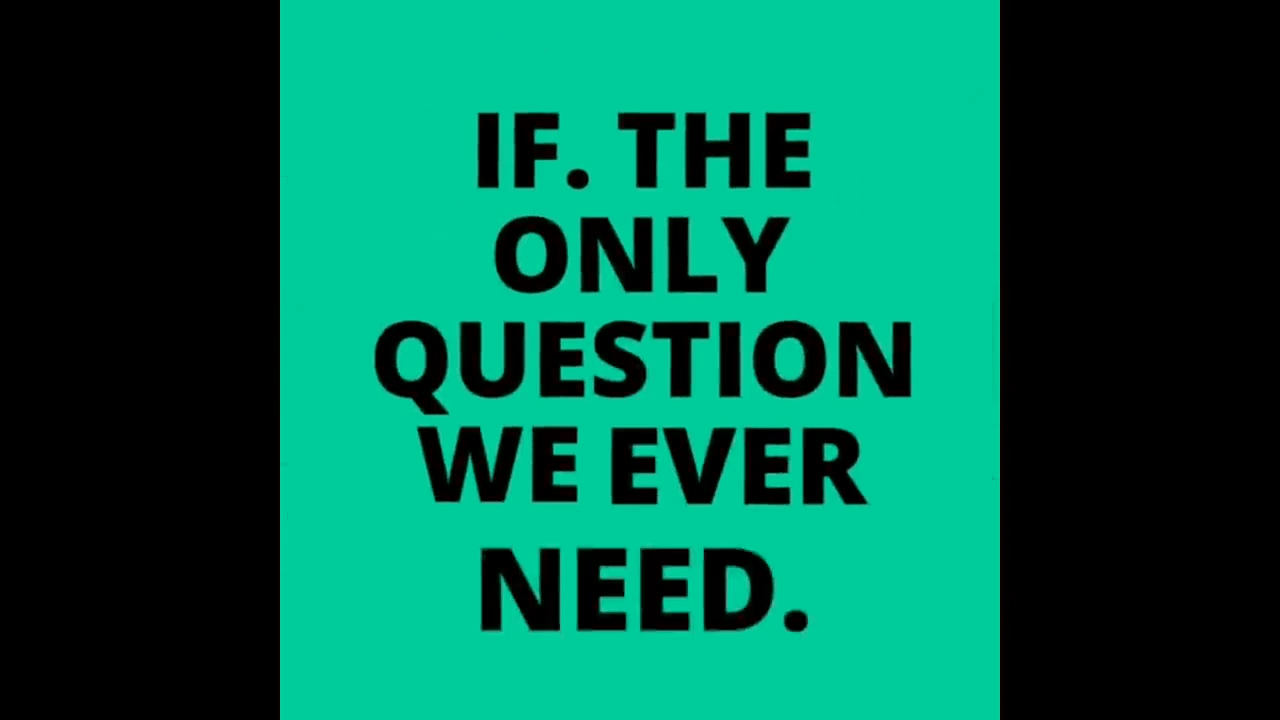 IF. THE
ONLY
QUESTION
WE EVER
NEED.